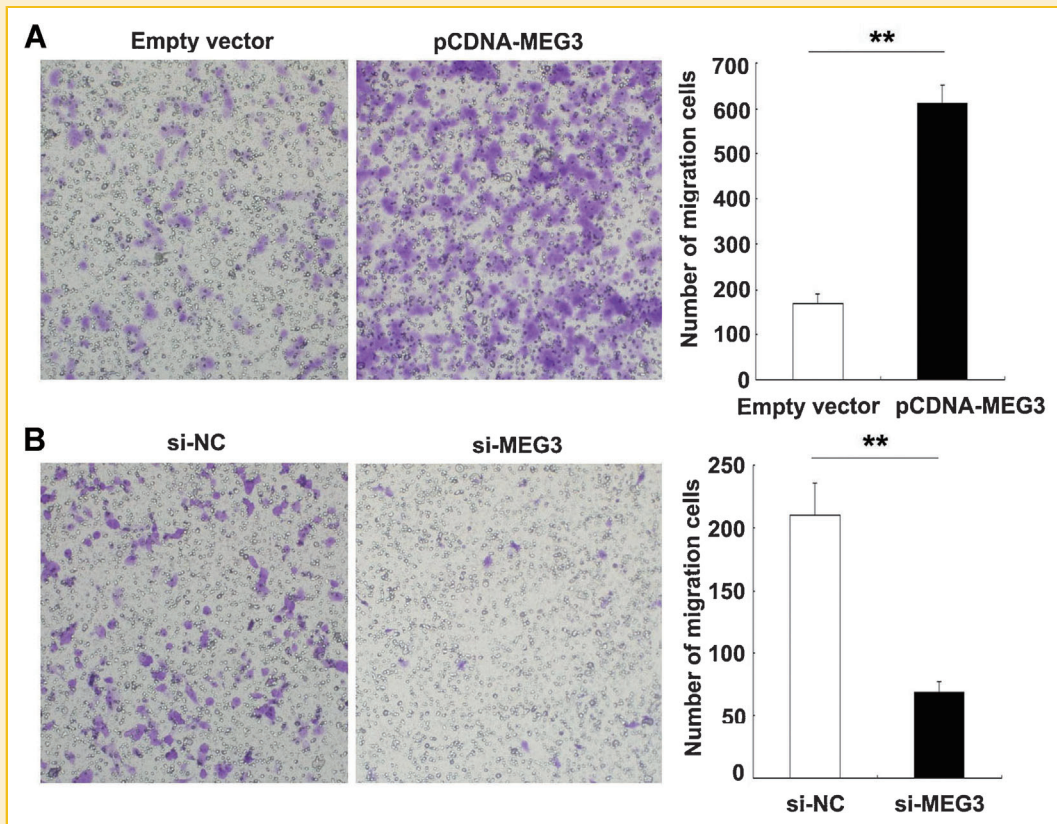 A
Empty vector
pCDNA-MEG3
**
Number of migration cells
700
600
500
400
300
200
100
0
Empty vector
pCDNA-MEG3
B
si-NC
si-MEG3
**
Number of migration cells
250
200
150
100
50
0
si-NC
si-MEG3